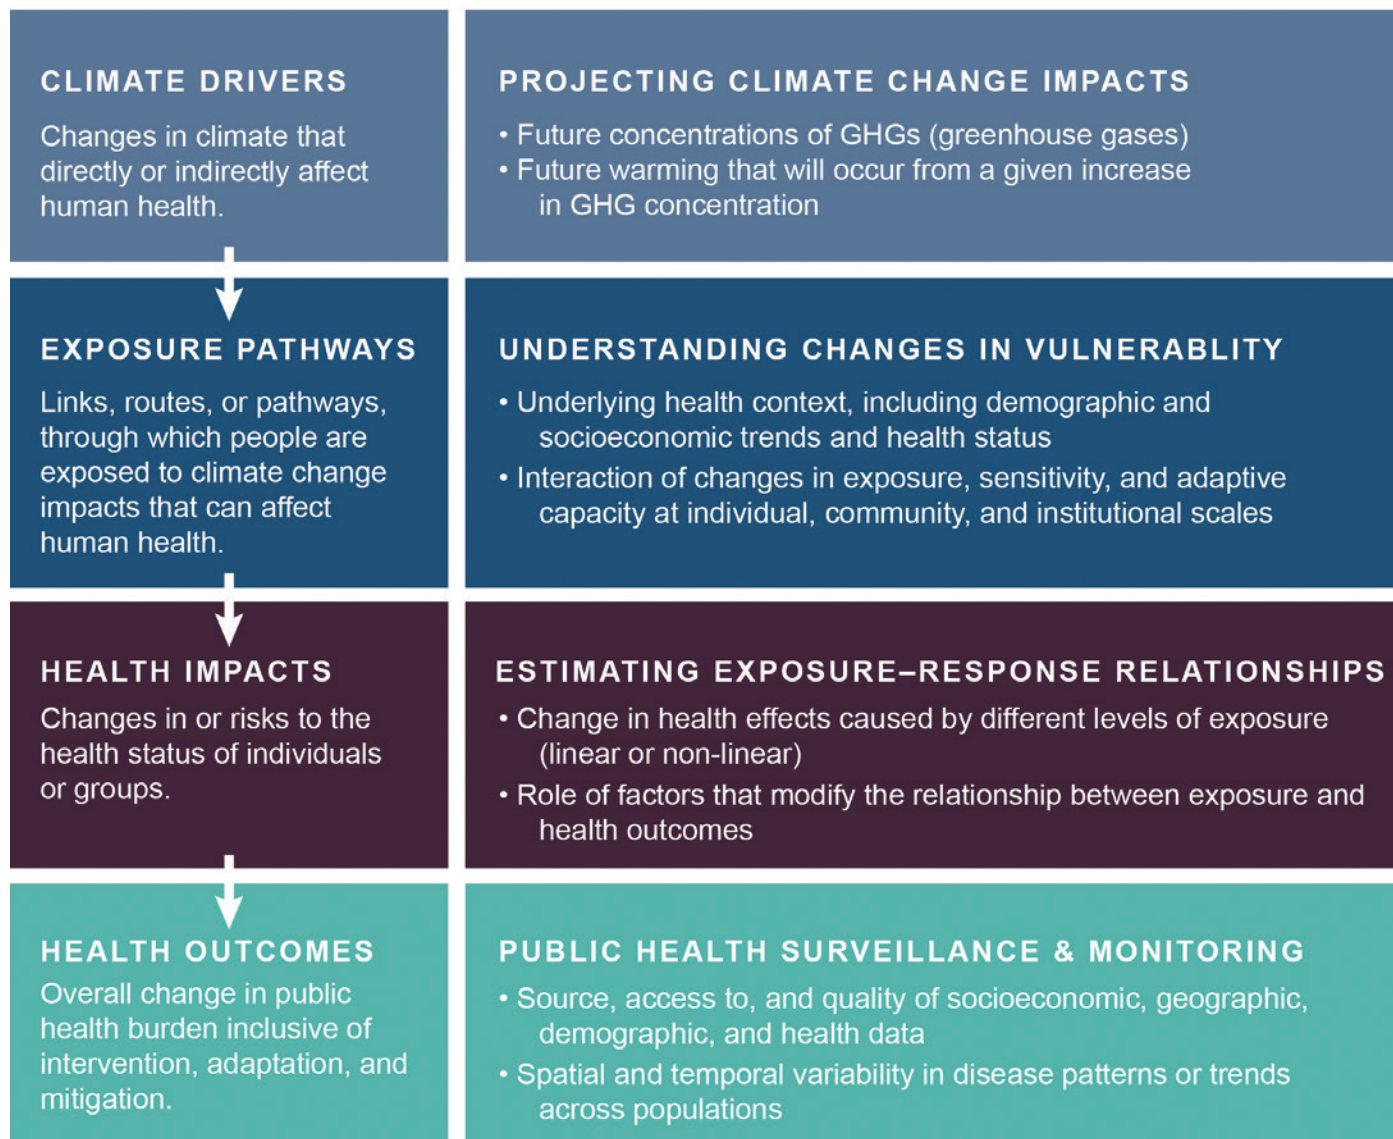 CLIMATE DRIVERS
Changes in climate that
directly or indirectly affect
human health.
PROJECTING CLIMATE CHANGE IMPACTS
• Future concentrations of GHGs (greenhouse gases)
• Future warming that will occur from a given increase
in GHG concentration
EXPOSURE PATHWAYS
Links, routes, or pathways,
through which people are
exposed to climate change
impacts that can affect
human health.
UNDERSTANDING CHANGES IN VULNERABLITY
• Underlying health context, including demographic and
socioeconomic trends and health status
• Interaction of changes in exposure, sensitivity, and adaptive
capacity at individual, community, and institutional scales
HEALTH IMPACTS
Changes in or risks to the
health status of individuals
or groups.
ESTIMATING EXPOSURE–RESPONSE RELATIONSHIPS
• Change in health effects caused by different levels of exposure
(linear or non-linear)
• Role of factors that modify the relationship between exposure and
health outcomes
HEALTH OUTCOMES
Overall change in public
health burden inclusive of
intervention, adaptation, and
mitigation.
PUBLIC HEALTH SURVEILLANCE & MONITORING
• Source, access to, and quality of socioeconomic, geographic,
demographic, and health data
• Spatial and temporal variability in disease patterns or trends
across populations